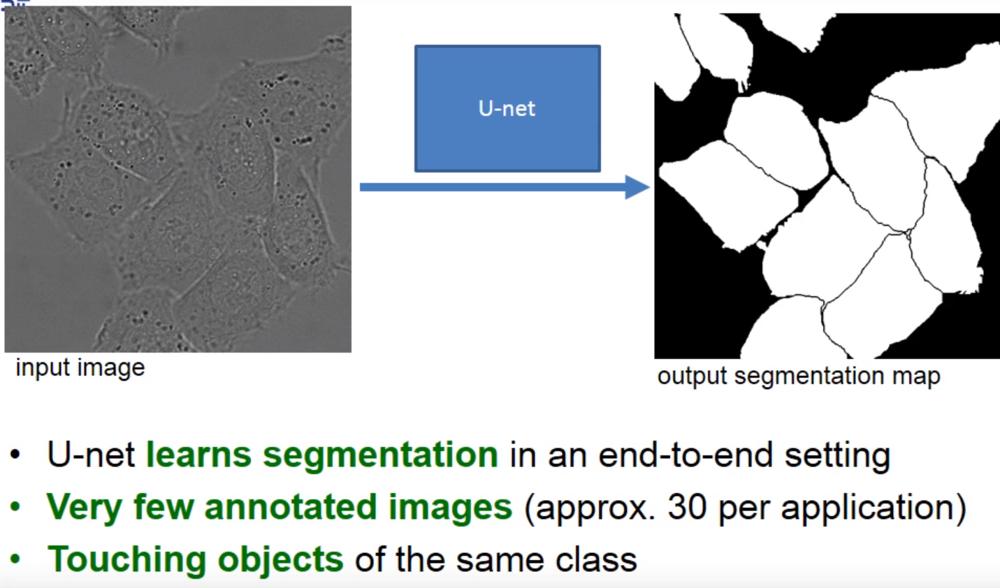 U-net
input image
output segmentation map
• U-net learns segmentation in an end-to-end setting
• Very few annotated images (approx. 30 per application)
• Touching objects of the same class